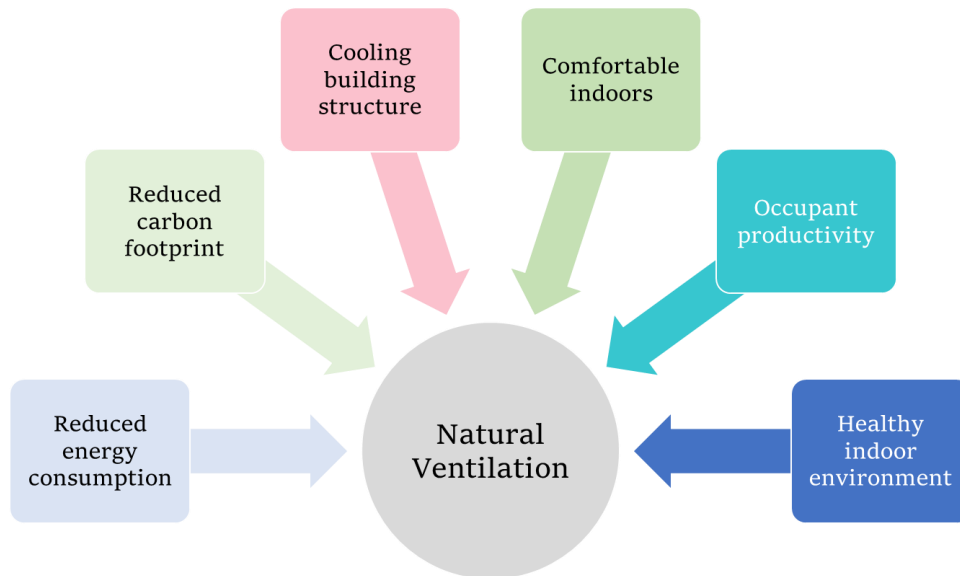 Cooling
building
structure
Comfortable
indoors
Reduced
carbon
footprint
Occupant
productivity
Reduced
energy
consumption
Natural
Ventilation
Healthy
indoor
environment